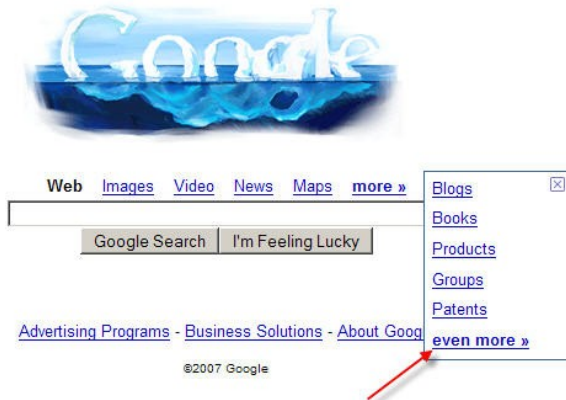 Google
Web Images Video News Maps more »
Google Search I'm Feeling Lucky
Blogs
Books
Products
Groups
Patents
even more »
Advertising Programs - Business Solutions - About Goog
©2007 Google